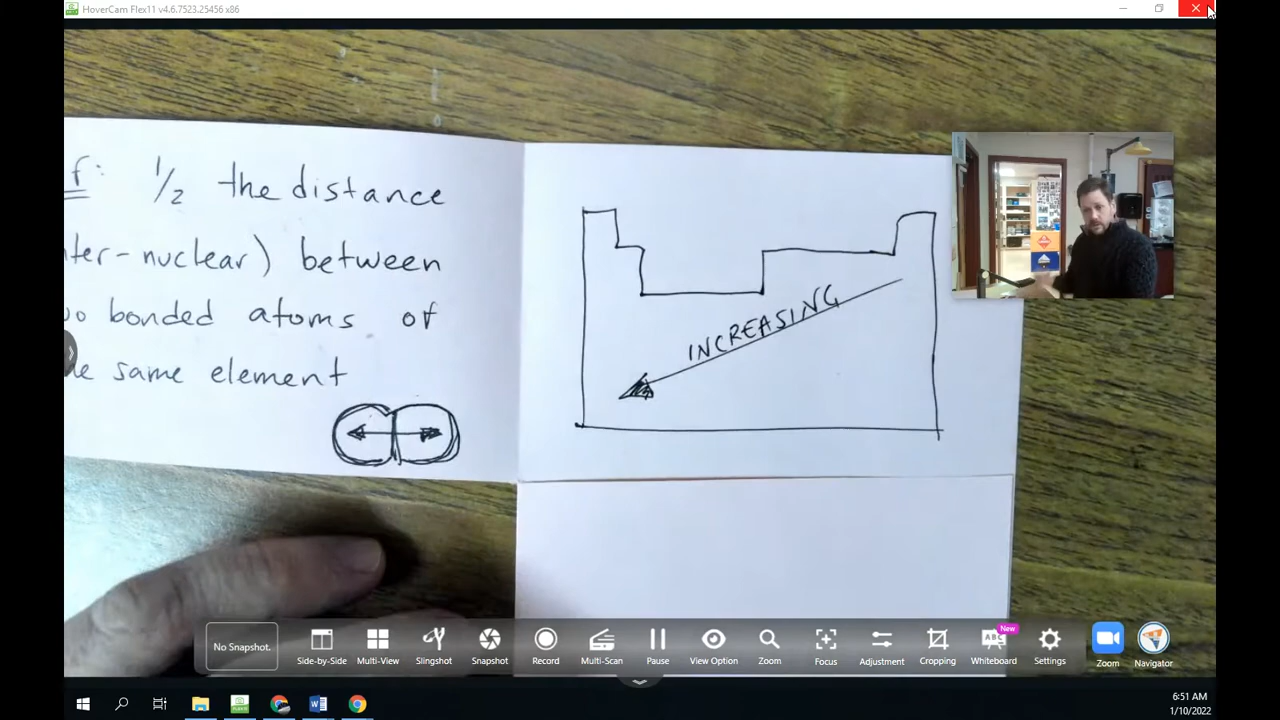 HoverCam Flex11 v4.6.7523.25456 x86
f: 1/2 the distance
ter-nuclear) between
bonded atoms of
same element
INCREASING
No Snapshot.
Side-by-Side
Multi-View
Slingshot
Snapshot
Record
Multi-Scan
Pause
View Option
Zoom
Focus
Adjustment
Cropping
New
ABC
Whiteboard
Settings
Zoom
Navigator
6:51 AM
1/10/2022